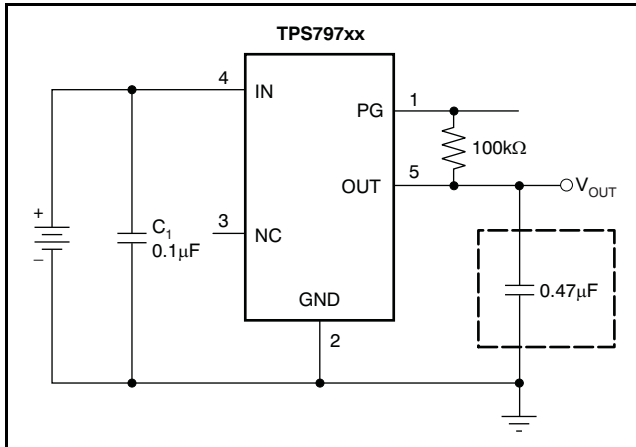 TPS797xx
4
IN
PG
1
100kΩ
5
OUT
V_OUT
+
–
C_1
0.1μF
3
NC
0.47μF
GND
2